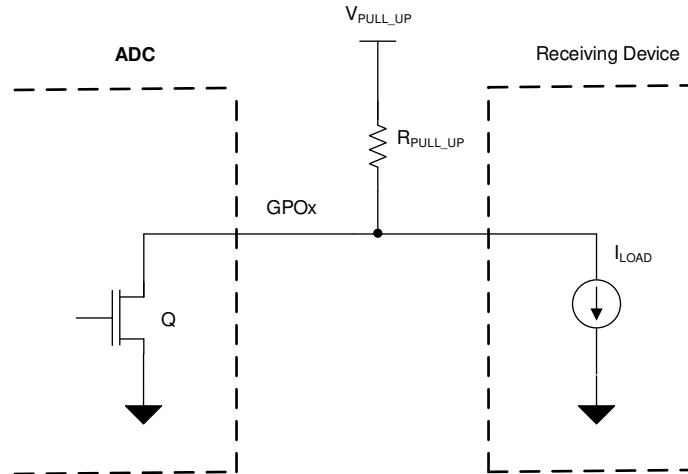 V_PULL_UP
ADC
Receiving Device
R_PULL_UP
GPOx
I_LOAD
Q